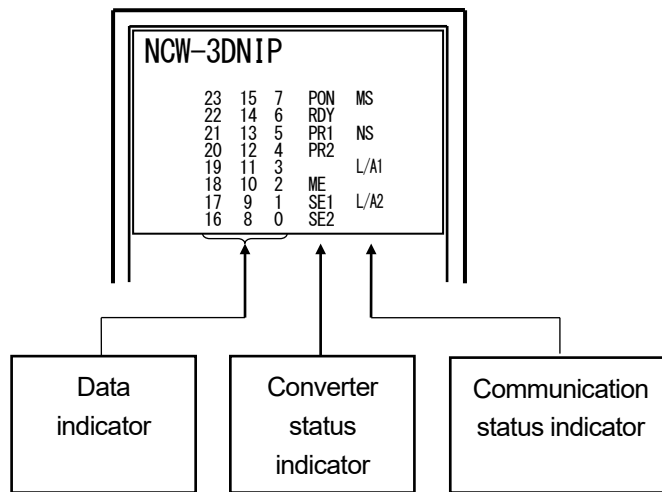 NCW-3DNIP
23 15 7 PON MS
22 14 6 RDY
21 13 5 PR1 NS
20 12 4 PR2
19 11 3 L/A1
18 10 2 ME
17 9 1 SE1 L/A2
16 8 0 SE2
Data
indicator
Converter
status
indicator
Communication
status indicator